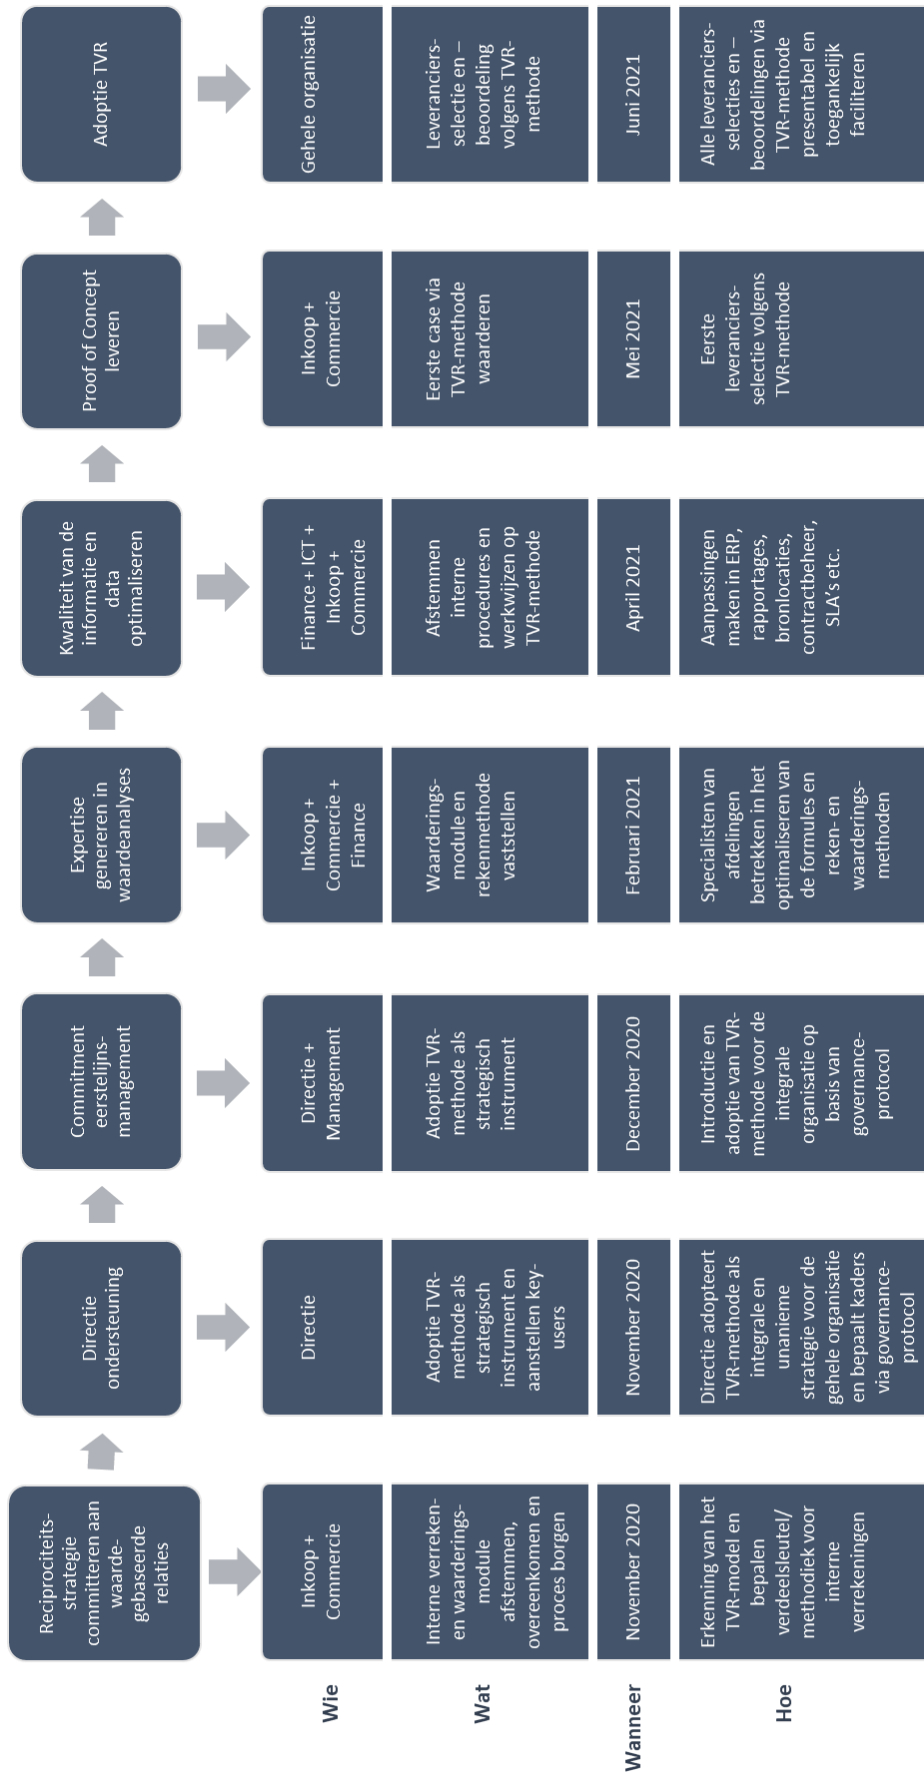 Reciprociteits-
strategie
committeren aan
waarde-
gebaseerde
relaties
Directie
ondersteuning
Commitment
eerstelijns-
management
Expertise
genereren in
waardeanalyses
Kwaliteit van de
informatie en
data
optimaliseren
Proof of Concept
leveren
Adoptie TVR
Wie
Inkoop +
Commercie
Directie
Directie +
Management
Inkoop +
Commercie +
Finance
Finance + ICT +
Inkoop +
Commercie
Inkoop +
Commercie
Gehele organisatie
Wat
Interne verreken-
en waarderings-
module
afstemmen,
overeenkomen en
proces borgen
Adoptie TVR-
methode als
strategisch
instrument en
aanstellen key-
users
Adoptie TVR-
methode als
strategisch
instrument
Waarderings-
module en
rekenmethode
vaststellen
Afstemmen
interne
procedures en
werkwijzen op
TVR-methode
Eerste case via
TVR-methode
waarderen
Leveranciers-
selectie en –
beoordeling
volgens TVR-
methode
Wanneer
November 2020
November 2020
December 2020
Februari 2021
April 2021
Mei 2021
Juni 2021
Hoe
Erkenning van het
TVR-model en
bepalen
verdeelsleutel/
methodiek voor
interne
verrekeningen
Directie adopteert
TVR-methode als
integrale en
unanieme
strategie voor de
gehele organisatie
en bepaalt kaders
via governance-
protocol
Introductie en
adoptie van TVR-
methode voor de
integrale
organisatie op
basis van
governance-
protocol
Specialisten van
afdelingen
betrekken in het
optimaliseren van
de formules en
reken- en
waarderings-
methoden
Aanpassingen
maken in ERP,
rapportages,
bronlocaties,
contractbeheer,
SLA's etc.
Eerste
leveranciers-
selectie volgens
TVR-methode
Alle leveranciers-
selecties en –
beoordelingen via
TVR-methode
presentabel en
toegankelijk
faciliteren